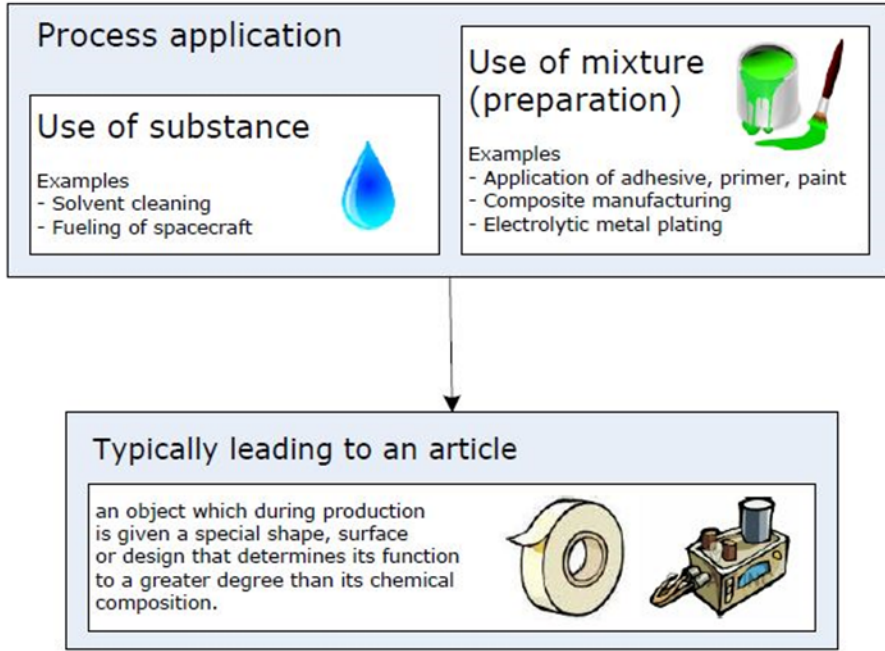 Process application
Use of substance
Examples
- Solvent cleaning
- Fueling of spacecraft
Use of mixture
(preparation)
Examples
- Application of adhesive, primer, paint
- Composite manufacturing
- Electrolytic metal plating
Typically leading to an article
an object which during production
is given a special shape, surface
or design that determines its function
to a greater degree than its chemical
composition.